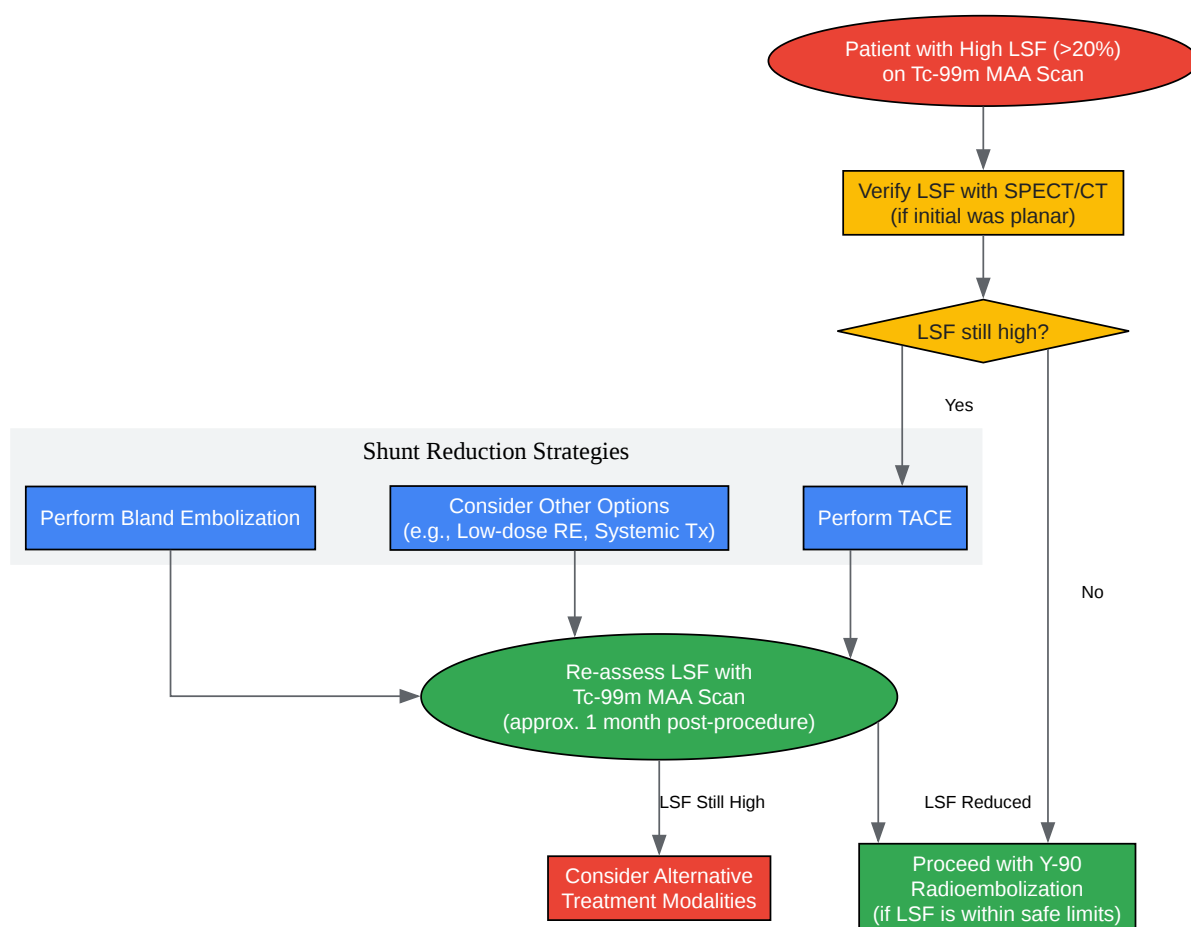 Patient with High LSF (>20%)
on Tc-99m MAA Scan
Verify LSF with SPECT/CT
(if initial was planar)
LSF still high?
Yes
Shunt Reduction Strategies
Perform Bland Embolization
Consider Other Options
(e.g., Low-dose RE, Systemic Tx)
Perform TACE
No
Re-assess LSF with
Tc-99m MAA Scan
(approx. 1 month post-procedure)
LSF Still High
LSF Reduced
Consider Alternative
Treatment Modalities
Proceed with Y-90
Radioembolization
(if LSF is within safe limits)